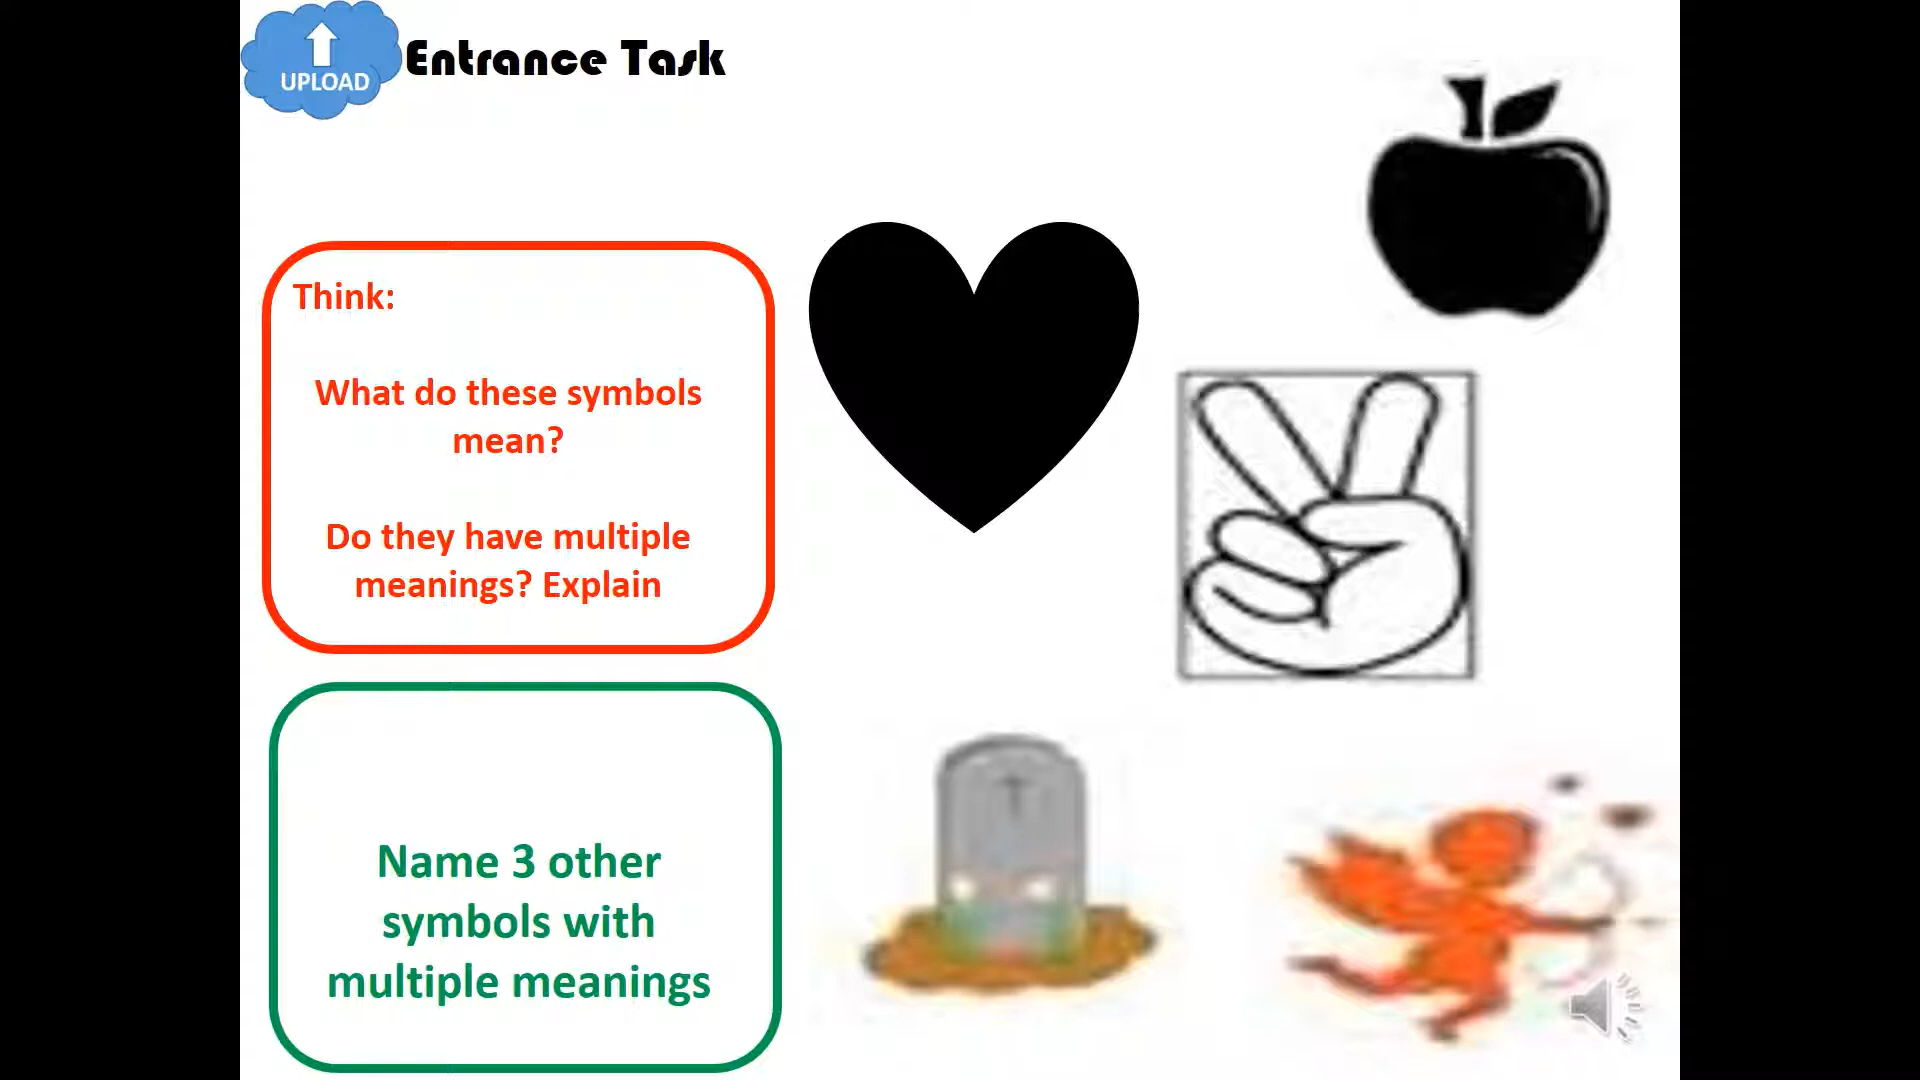 UPLOAD
Entrance Task
Think:
What do these symbols
mean?
Do they have multiple
meanings? Explain
Name 3 other
symbols with
multiple meanings